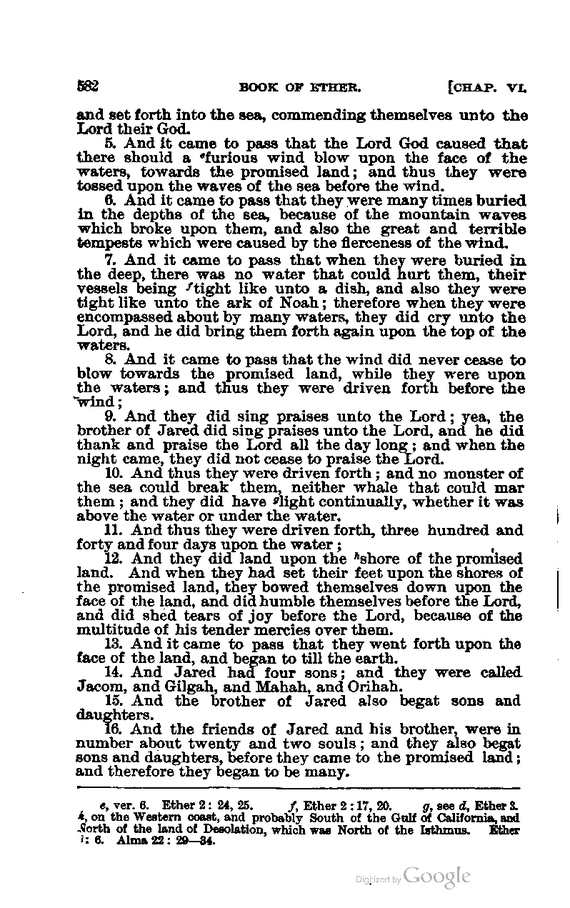 582 BOOK OF ETHER. [CHAP. VI.
and set forth into the sea, commending themselves unto the
Lord their God.
5. And it came to pass that the Lord God caused that
there should a ᵉfurious wind blow upon the face of the
waters, towards the promised land; and thus they were
tossed upon the waves of the sea before the wind.
6. And it came to pass that they were many times buried
in the depths of the sea, because of the mountain waves
which broke upon them, and also the great and terrible
tempests which were caused by the fierceness of the wind.
7. And it came to pass that when they were buried in
the deep, there was no water that could hurt them, their
vessels being ᶠtight like unto a dish, and also they were
tight like unto the ark of Noah; therefore when they were
encompassed about by many waters, they did cry unto the
Lord, and he did bring them forth again upon the top of the
waters.
8. And it came to pass that the wind did never cease to
blow towards the promised land, while they were upon
the waters; and thus they were driven forth before the
wind;
9. And they did sing praises unto the Lord; yea, the
brother of Jared did sing praises unto the Lord, and he did
thank and praise the Lord all the day long; and when the
night came, they did not cease to praise the Lord.
10. And thus they were driven forth; and no monster of
the sea could break them, neither whale that could mar
them; and they did have ᵍlight continually, whether it was
above the water or under the water.
11. And thus they were driven forth, three hundred and
forty and four days upon the water;
12. And they did land upon the ʰshore of the promised
land. And when they had set their feet upon the shores of
the promised land, they bowed themselves down upon the
face of the land, and did humble themselves before the Lord,
and did shed tears of joy before the Lord, because of the
multitude of his tender mercies over them.
13. And it came to pass that they went forth upon the
face of the land, and began to till the earth.
14. And Jared had four sons; and they were called
Jacom, and Gilgah, and Mahah, and Orihah.
15. And the brother of Jared also begat sons and
daughters.
16. And the friends of Jared and his brother, were in
number about twenty and two souls; and they also begat
sons and daughters, before they came to the promised land;
and therefore they began to be many.
e, ver. 6. Ether 2: 24, 25. f, Ether 2: 17, 20. g, see d, Ether 3.
on the Western coast, and probably South of the Gulf of California, and
North of the land of Desolation, which was North of the Isthmus. Ether
: 6. Alma 22: 29—34.
Digitized by Google